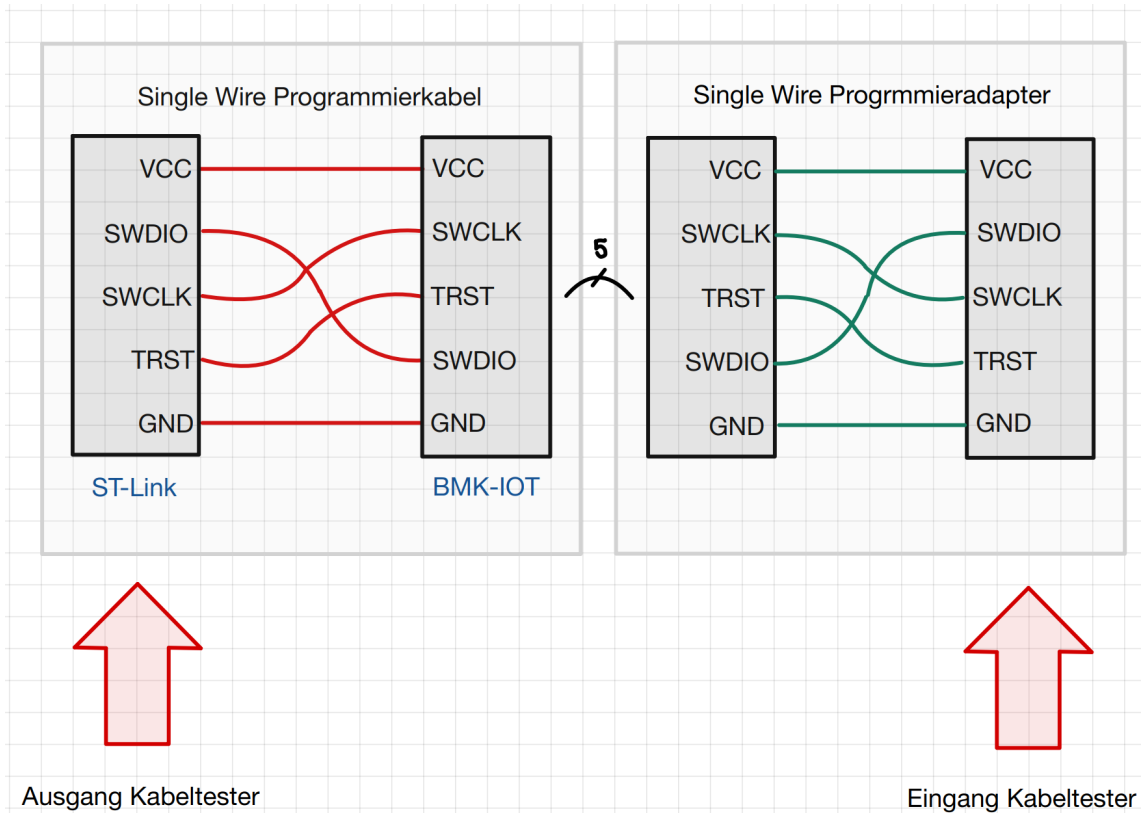 Single Wire Programmierkabel
VCC
SWDIO
SWCLK
TRST
GND
VCC
SWCLK
TRST
SWDIO
GND
ST-Link
BMK-IOT
5
Single Wire Progrmmieradapter
VCC
SWCLK
TRST
SWDIO
GND
VCC
SWDIO
SWCLK
TRST
GND
Ausgang Kabeltester
Eingang Kabeltester